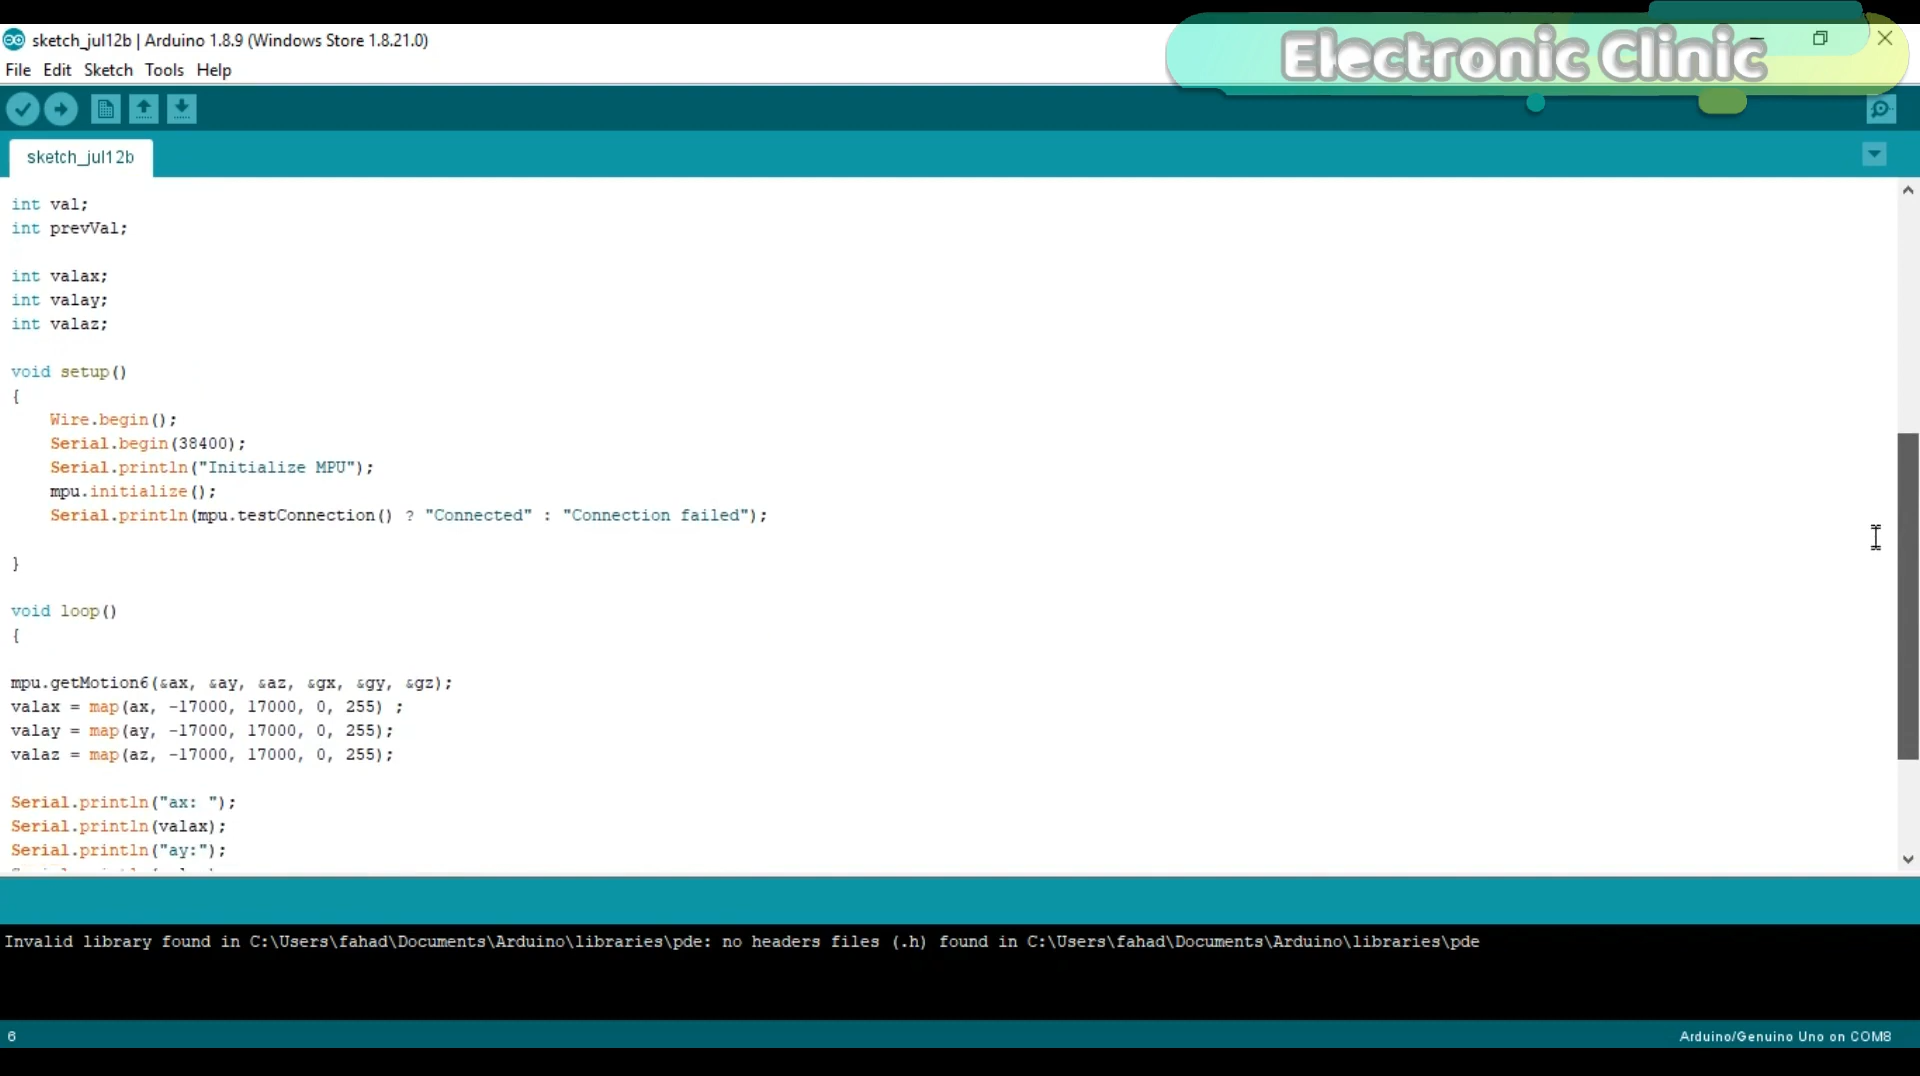 Electronic Clinic
sketch_jul12b | Arduino 1.8.9 (Windows Store 1.8.21.0)
File Edit Sketch Tools Help
sketch_jul12b
int val;
int prevVal;
int valax;
int valay;
int valaz;
void setup()
{
Wire.begin();
Serial.begin(38400);
Serial.println("Initialize MPU");
mpu.initialize();
Serial.println(mpu.testConnection() ? "Connected" : "Connection failed");
}
void loop()
{
mpu.getMotion6(&ax, &ay, &az, &gx, &gy, &gz);
valax = map(ax, -17000, 17000, 0, 255) ;
valay = map(ay, -17000, 17000, 0, 255);
valaz = map(az, -17000, 17000, 0, 255);
Serial.println("ax: ");
Serial.println(valax);
Serial.println("ay:");
Invalid library found in C:\Users\fahad\Documents\Arduino\libraries\pde: no headers files (.h) found in C:\Users\fahad\Documents\Arduino\libraries\pde
6
Arduino/Genuino Uno on COM8